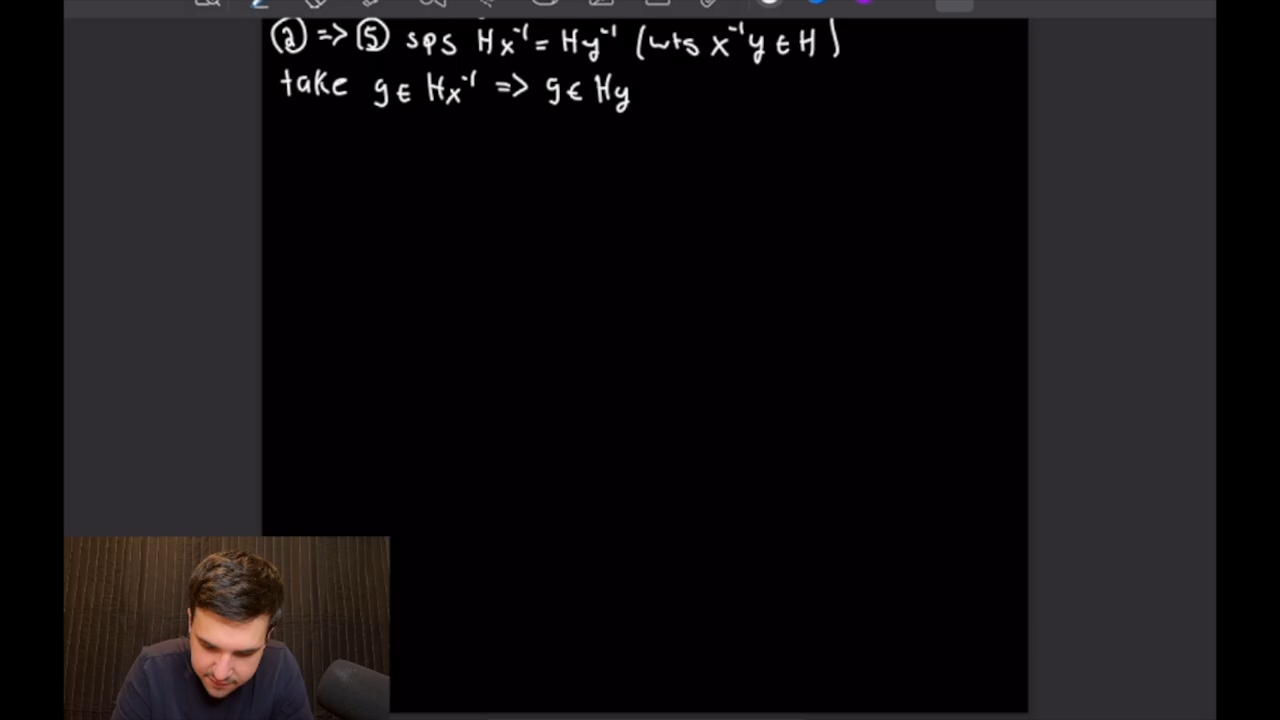 ② => ⑤ sps Hx⁻¹ = Hy⁻¹ (wts x⁻¹y ∈ H)
take g ∈ Hx⁻¹ => g ∈ Hy